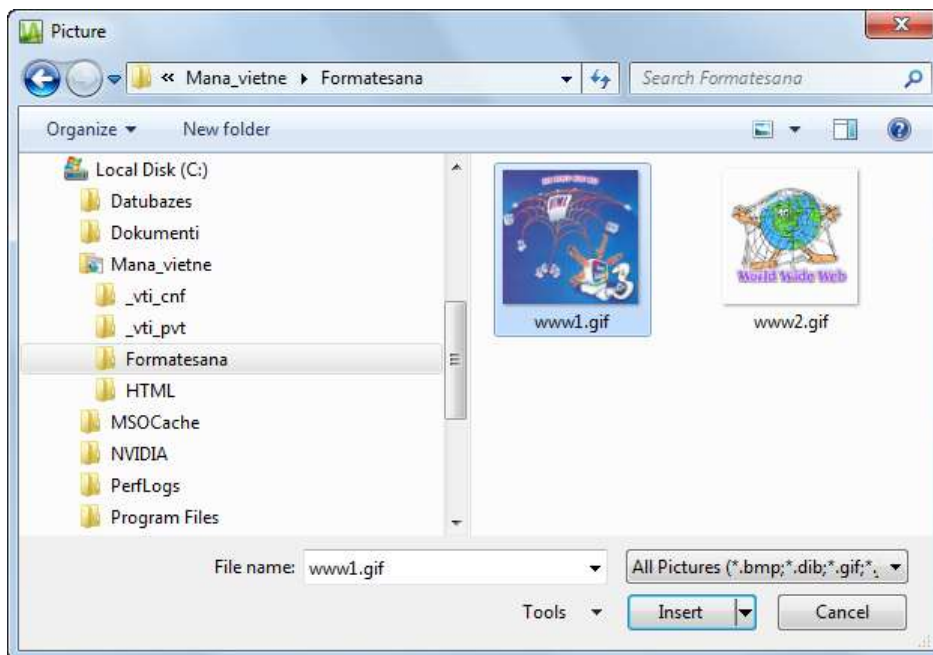 Picture
« Mana_vietne Formatesana
Search Formatesana
Organize
New folder
Local Disk (C:)
Datubazes
Dokumenti
Mana_vietne
_vti_cnf
_vti_pvt
Formatesana
HTML
MSOCache
NVIDIA
PerfLogs
Program Files
World Wide Web
www1.gif
www2.gif
File name: www1.gif
All Pictures (*.bmp;*.dib;*.gif;*.
Tools
Insert
Cancel